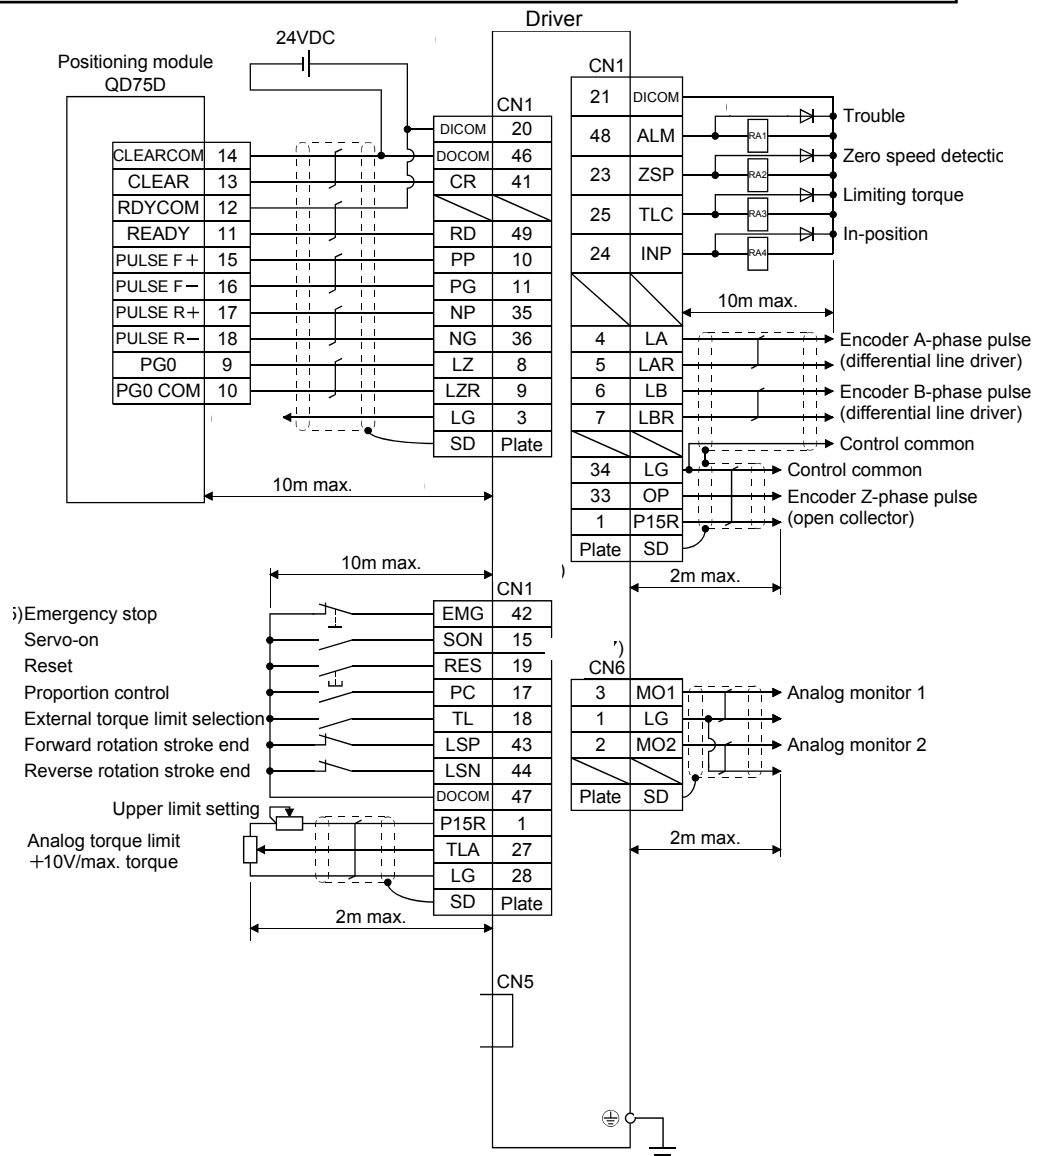 Driver
24VDC
Positioning module
QD75D
CN1
DICOM 20
CLEARCOM 14 DOCOM 46
CLEAR 13 CR 41
RDYCOM 12
READY 11 RD 49
PULSE F+ 15 PP 10
PULSE F− 16 PG 11
PULSE R+ 17 NP 35
PULSE R− 18 NG 36
PG0 9 LZ 8
PG0 COM 10 LZR 9
LG 3
SD Plate
10m max.
CN1
21 DICOM
48 ALM RA1 Trouble
23 ZSP RA2 Zero speed detectic
25 TLC RA3 Limiting torque
24 INP RA4 In-position
10m max.
4 LA Encoder A-phase pulse
5 LAR (differential line driver)
6 LB Encoder B-phase pulse
7 LBR (differential line driver)
Control common
34 LG Control common
33 OP Encoder Z-phase pulse
1 P15R (open collector)
Plate SD
2m max.
)
10m max.
CN1
5)Emergency stop EMG 42
Servo-on SON 15
Reset RES 19
Proportion control PC 17
External torque limit selection TL 18
Forward rotation stroke end LSP 43
Reverse rotation stroke end LSN 44
DOCOM 47
Upper limit setting P15R 1
Analog torque limit TLA 27
+10V/max. torque
LG 28
SD Plate
2m max.
)
CN6
3 MO1 Analog monitor 1
1 LG
2 MO2 Analog monitor 2
Plate SD
2m max.
CN5